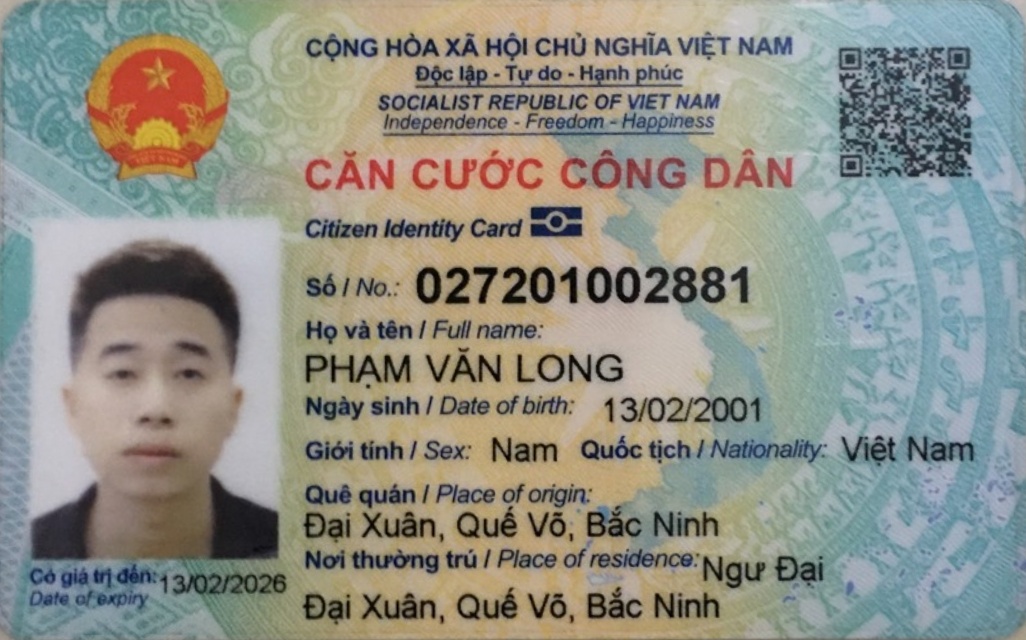 CỘNG HÒA XÃ HỘI CHỦ NGHĨA VIỆT NAM
Độc lập - Tự do - Hạnh phúc
SOCIALIST REPUBLIC OF VIET NAM
Independence - Freedom - Happiness
CĂN CƯỚC CÔNG DÂN
Citizen Identity Card
Số / No.: 027201002881
Họ và tên / Full name:
PHẠM VĂN LONG
Ngày sinh / Date of birth: 13/02/2001
Giới tính / Sex: Nam Quốc tịch / Nationality: Việt Nam
Quê quán / Place of origin:
Đại Xuân, Quế Võ, Bắc Ninh
Nơi thường trú / Place of residence: Ngư Đại
Đại Xuân, Quế Võ, Bắc Ninh
Có giá trị đến: 13/02/2026
Date of expiry
VIỆT NAM